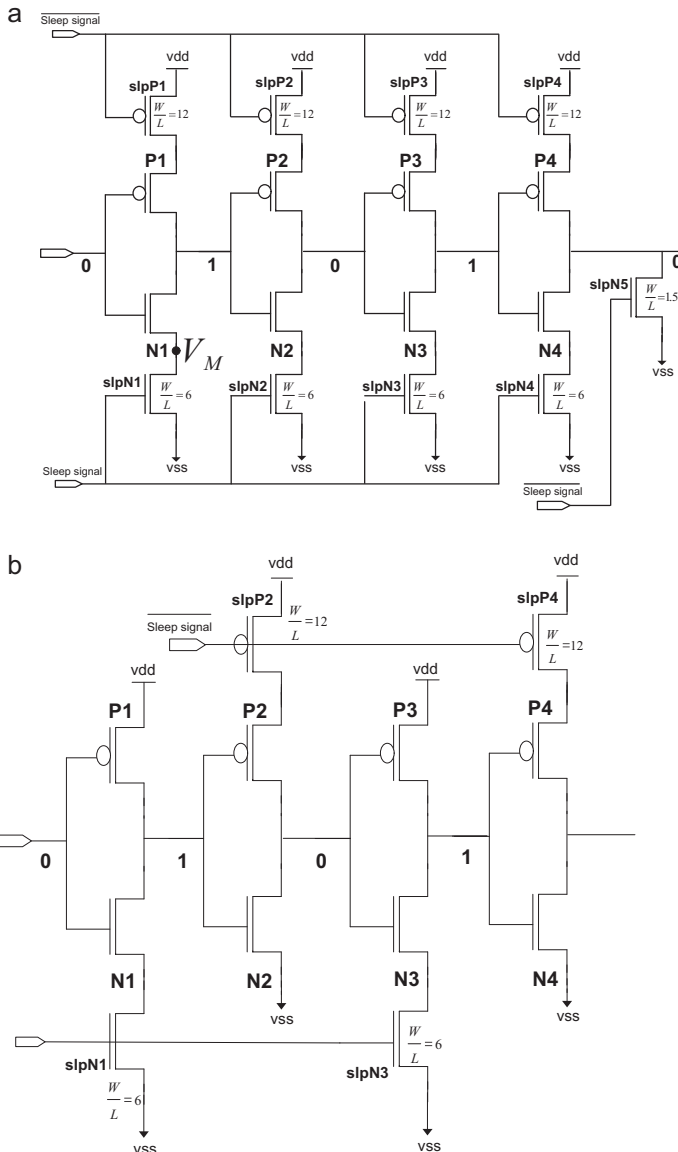 a
Sleep signal
vdd vdd vdd vdd
slpP1 slpP2 slpP3 slpP4
W/L =12 W/L =12 W/L =12 W/L =12
P1 P2 P3 P4
0 1 0 1 0
slpN5
W/L =1.5
N1 V_M N2 N3 N4
slpN1 slpN2 slpN3 slpN4
W/L =6 W/L =6 W/L =6 W/L =6
vss
vss vss vss vss
Sleep signal
Sleep signal
b
vdd vdd
slpP2 slpP4
W/L =12
Sleep signal
W/L =12
vdd vdd
P1 P2 P3 P4
0 1 0 1
N1 N2 N3 N4
vss vss
slpN1 slpN3
W/L =6
W/L =6
vss vss